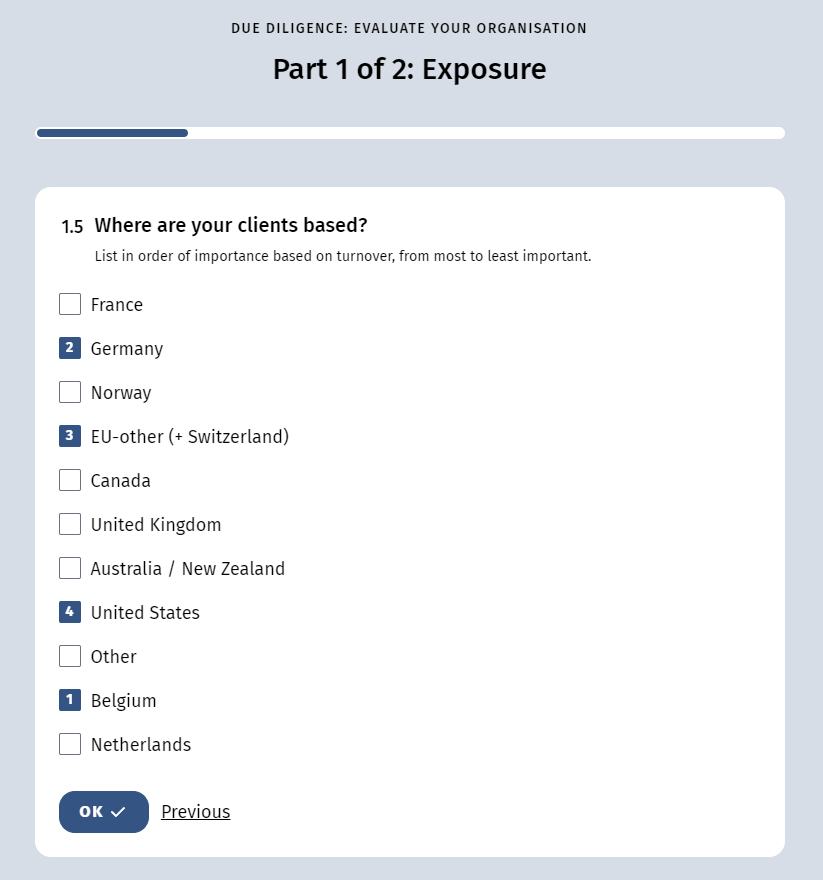 DUE DILIGENCE: EVALUATE YOUR ORGANISATION
Part 1 of 2: Exposure
1.5 Where are your clients based?
List in order of importance based on turnover, from most to least important.
France
2 Germany
Norway
3 EU-other (+ Switzerland)
Canada
United Kingdom
Australia / New Zealand
4 United States
Other
1 Belgium
Netherlands
OK Previous